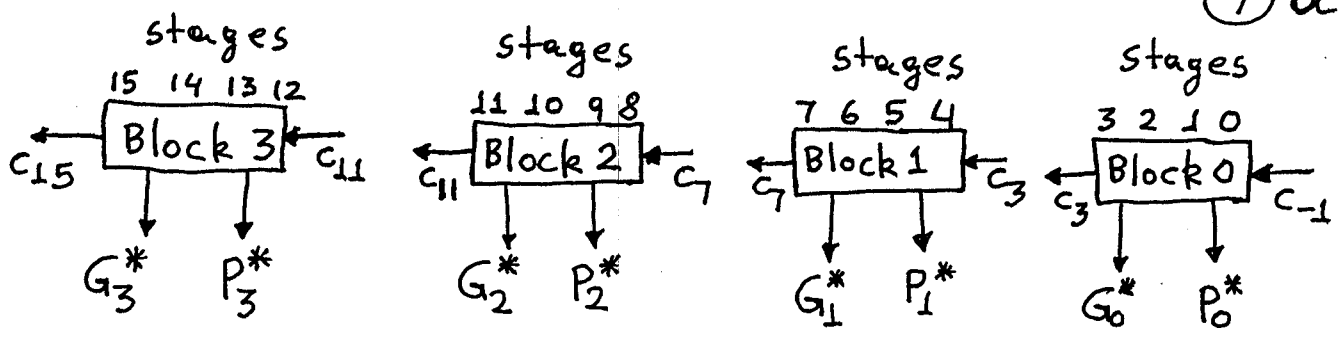 stages stages stages stages
15 14 13 12 11 10 9 8 7 6 5 4 3 2 1 0
Block 3 Block 2 Block 1 Block 0
C15 C11 C11 C7 C7 C3 C3 C-1
G3* P3* G2* P2* G1* P1* G0* P0*